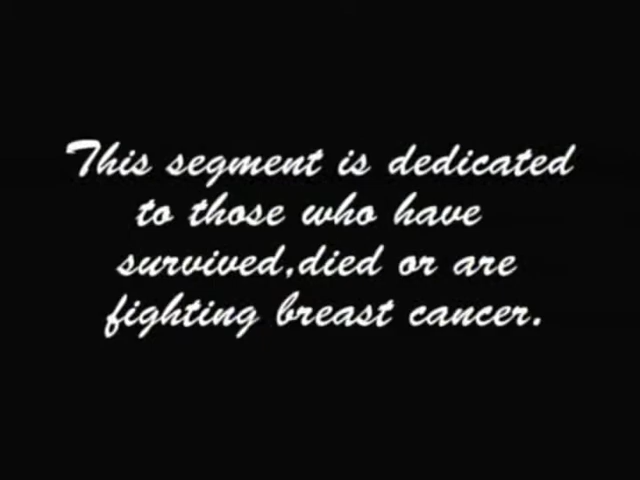 This segment is dedicated
to those who have
survived,died or are
fighting breast cancer.